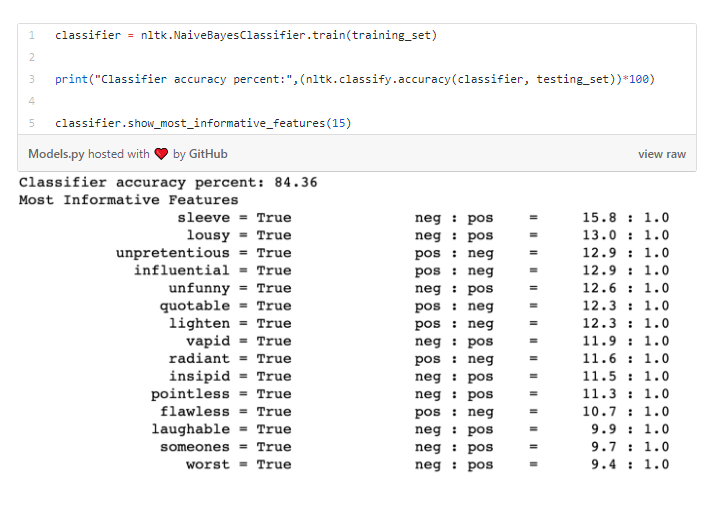 1 classifier = nltk.NaiveBayesClassifier.train(training_set)
2
3 print("Classifier accuracy percent:",(nltk.classify.accuracy(classifier, testing_set))*100)
4
5 classifier.show_most_informative_features(15)
Models.py hosted with ❤ by GitHub view raw
Classifier accuracy percent: 84.36
Most Informative Features
sleeve = True neg : pos = 15.8 : 1.0
lousy = True neg : pos = 13.0 : 1.0
unpretentious = True pos : neg = 12.9 : 1.0
influential = True pos : neg = 12.9 : 1.0
unfunny = True neg : pos = 12.6 : 1.0
quotable = True pos : neg = 12.3 : 1.0
lighten = True pos : neg = 12.3 : 1.0
vapid = True neg : pos = 11.9 : 1.0
radiant = True pos : neg = 11.6 : 1.0
insipid = True neg : pos = 11.5 : 1.0
pointless = True neg : pos = 11.3 : 1.0
flawless = True pos : neg = 10.7 : 1.0
laughable = True neg : pos = 9.9 : 1.0
someones = True neg : pos = 9.7 : 1.0
worst = True neg : pos = 9.4 : 1.0